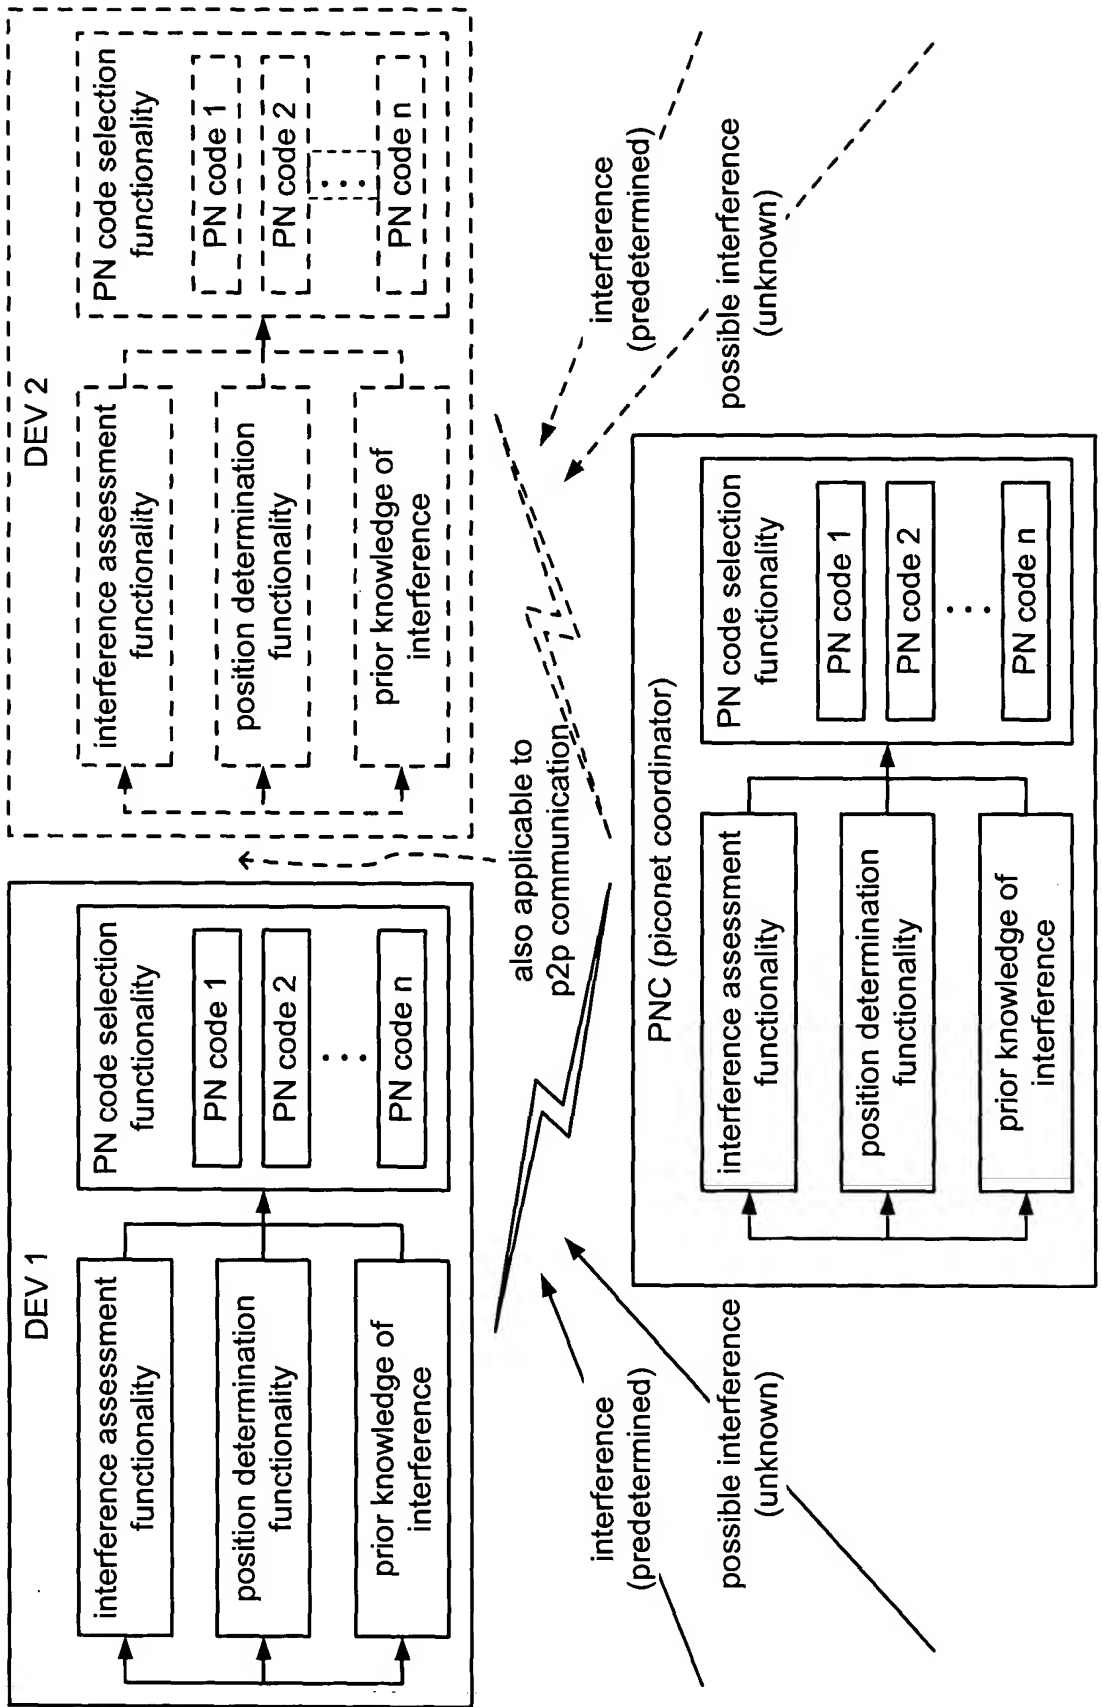 DEV 1
interference assessment
functionality
position determination
functionality
prior knowledge of
interference
PN code selection
functionality
PN code 1
PN code 2
...
PN code n
DEV 2
interference assessment
functionality
position determination
functionality
prior knowledge of
interference
PN code selection
functionality
PN code 1
PN code 2
...
PN code n
also applicable to
p2p communication
interference
(predetermined)
possible interference
(unknown)
interference
(predetermined)
possible interference
(unknown)
PNC (piconet coordinator)
interference assessment
functionality
position determination
functionality
prior knowledge of
interference
PN code selection
functionality
PN code 1
PN code 2
...
PN code n